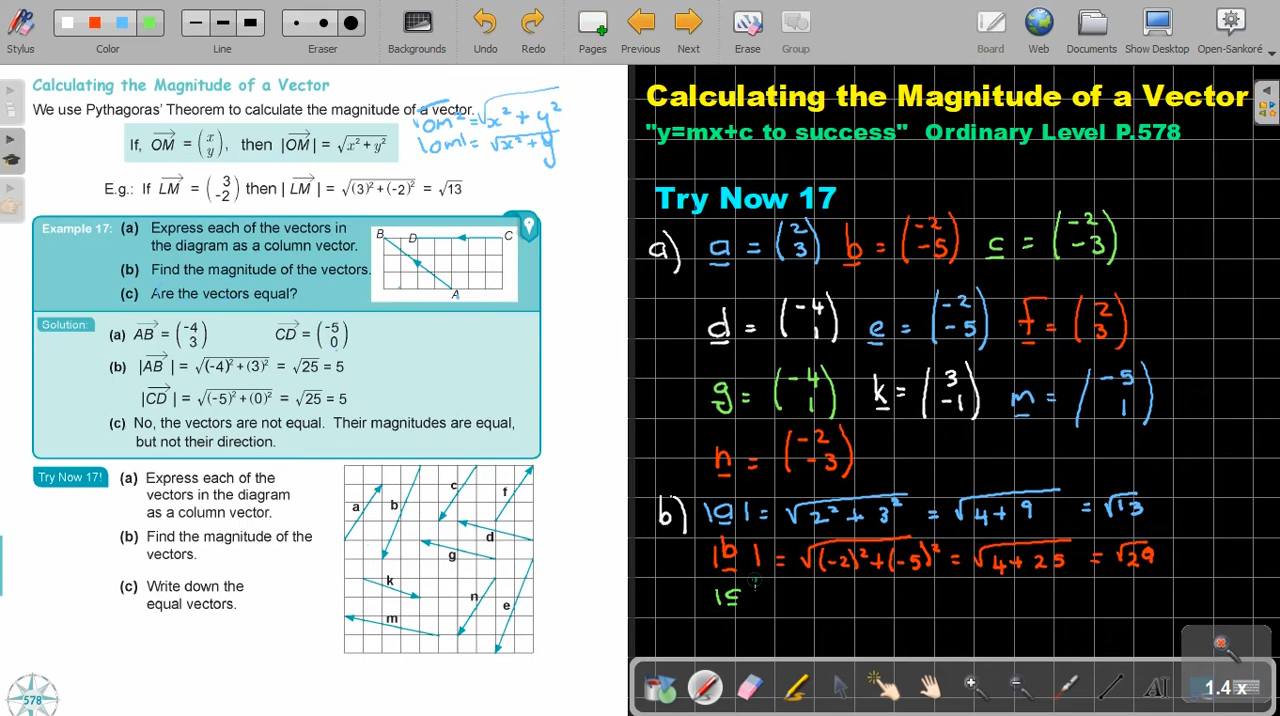 Stylus Color Line Eraser Backgrounds Undo Redo Pages Previous Next Erase Group Board Web Documents Show Desktop Open-Sankoré
Calculating the Magnitude of a Vector
We use Pythagoras' Theorem to calculate the magnitude of a vector.
If, OM = (x y), then |OM| = √x² + y²
OM² = √x² + y²
|OM| = √x² + y
E.g.: If LM = (3 -2) then |LM| = √(3)² + (-2)² = √13
Example 17: (a) Express each of the vectors in
the diagram as a column vector.
(b) Find the magnitude of the vectors.
(c) Are the vectors equal?
B D C
A
Solution:
(a) AB = (-4 3) CD = (-5 0)
(b) |AB| = √(-4)² + (3)² = √25 = 5
|CD| = √(-5)² + (0)² = √25 = 5
(c) No, the vectors are not equal. Their magnitudes are equal,
but not their direction.
Try Now 17! (a) Express each of the
vectors in the diagram
as a column vector.
(b) Find the magnitude of the
vectors.
(c) Write down the
equal vectors.
a b c f
d
g
k n e
m
578
Calculating the Magnitude of a Vector
"y=mx+c to success" Ordinary Level P.578
Try Now 17
a) a = (2 3) b = (-2 -5) c = (-2 -3)
d = (-4 1) e = (-2 -5) f = (2 3)
g = (-4 1) k = (3 -1) m = (-5 1)
n = (-2 -3)
b) |a| = √2² + 3² = √4 + 9 = √13
|b| = √(-2)² + (-5)² = √4 + 25 = √29
|c
1.4 x